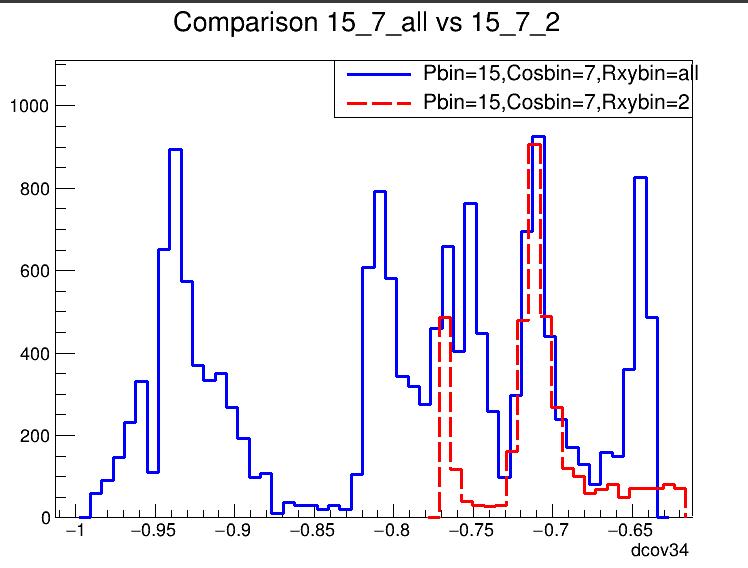 Comparison 15_7_all vs 15_7_2
Pbin=15,Cosbin=7,Rxybin=all
Pbin=15,Cosbin=7,Rxybin=2
1000
800
600
400
200
0
−1 −0.95 −0.9 −0.85 −0.8 −0.75 −0.7 −0.65
dcov34